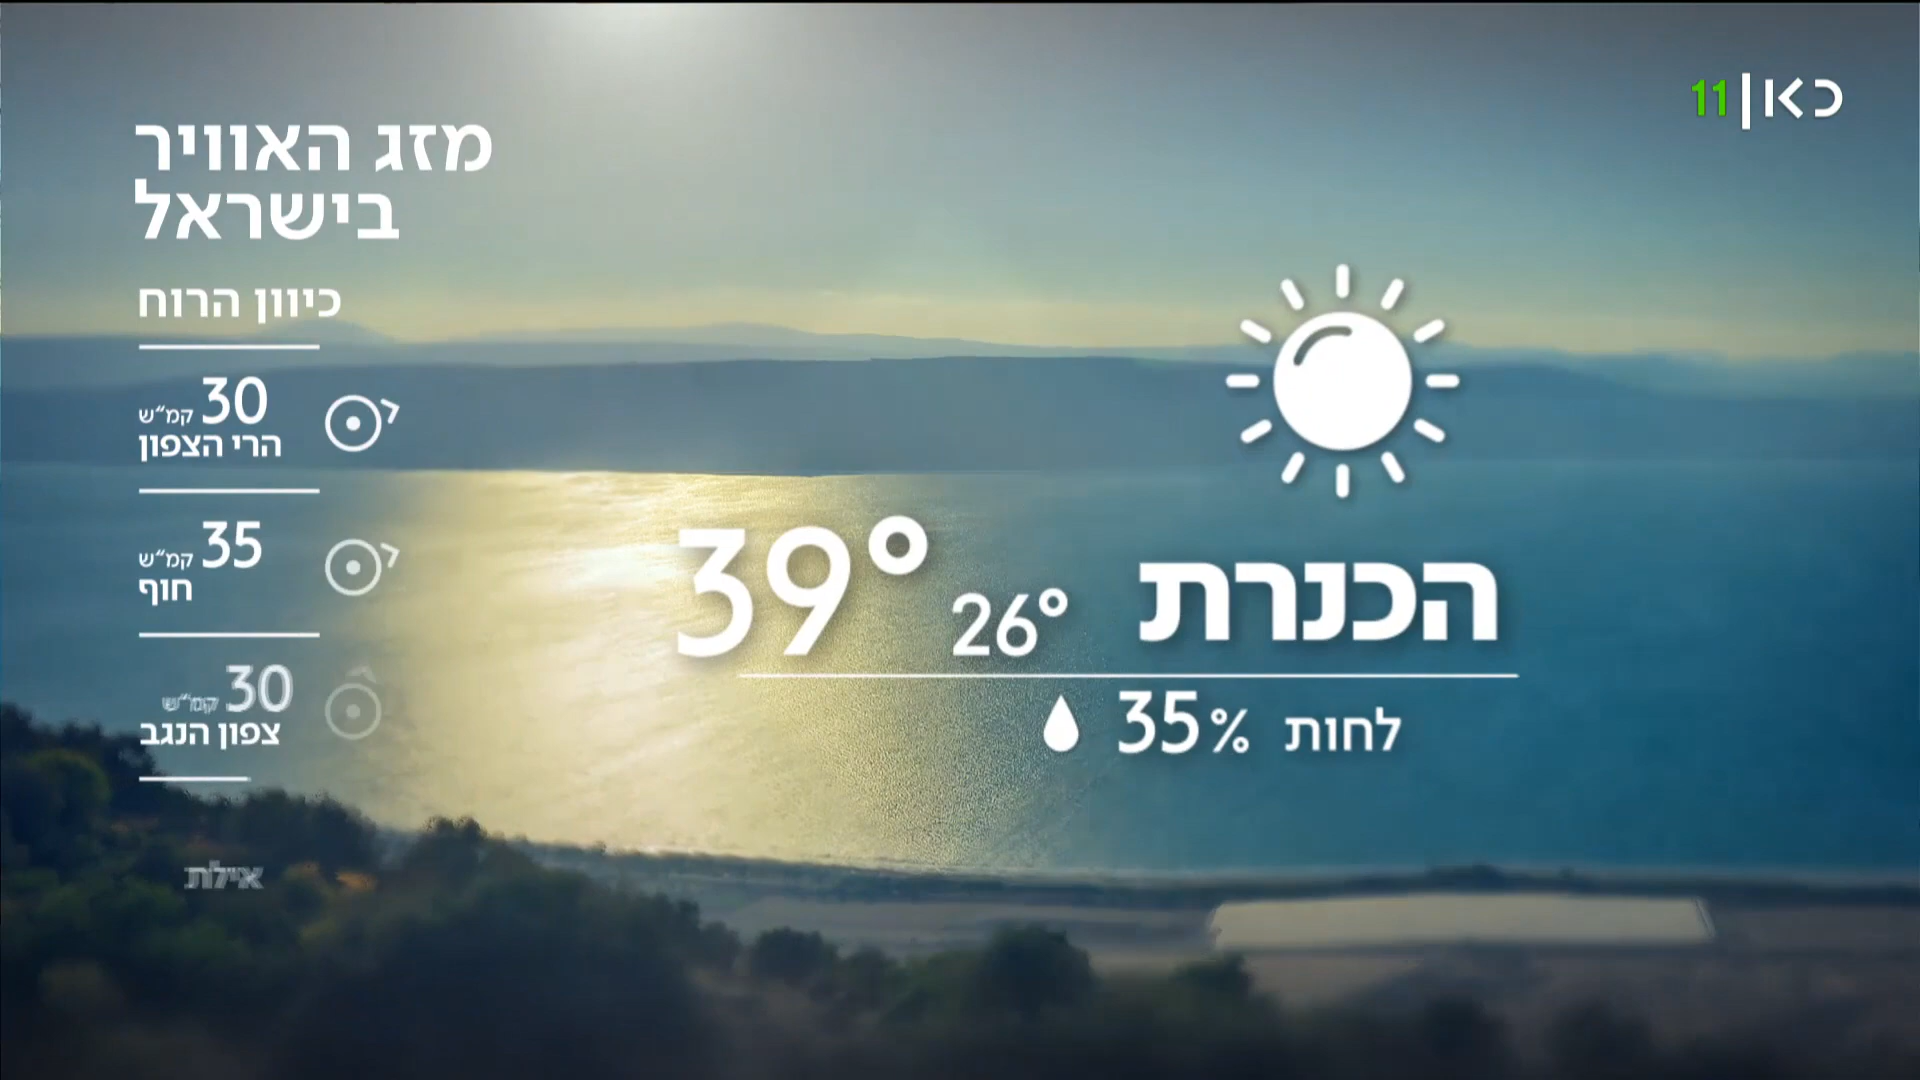 כאן|11
מזג האוויר
בישראל
כיוון הרוח
30 קמ״ש
הרי הצפון
35 קמ״ש
חוף
30 קמ״ש
צפון הנגב
אילת
הכנרת 26° 39°
לחות 35%